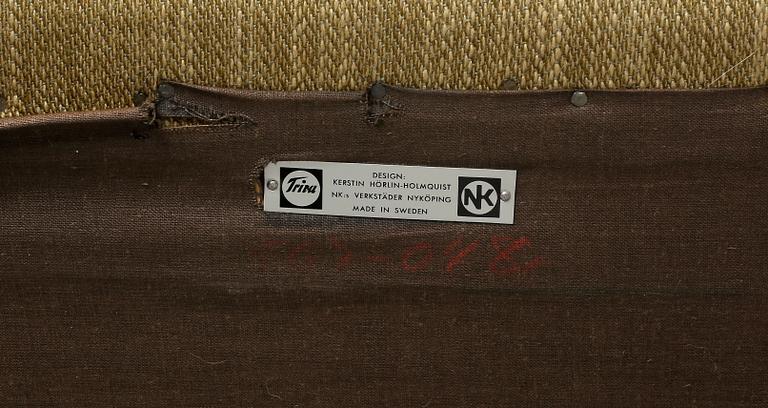 Triva
DESIGN:
KERSTIN HÖRLIN-HOLMQUIST
NK:s VERKSTÄDER NYKÖPING
MADE IN SWEDEN
NK